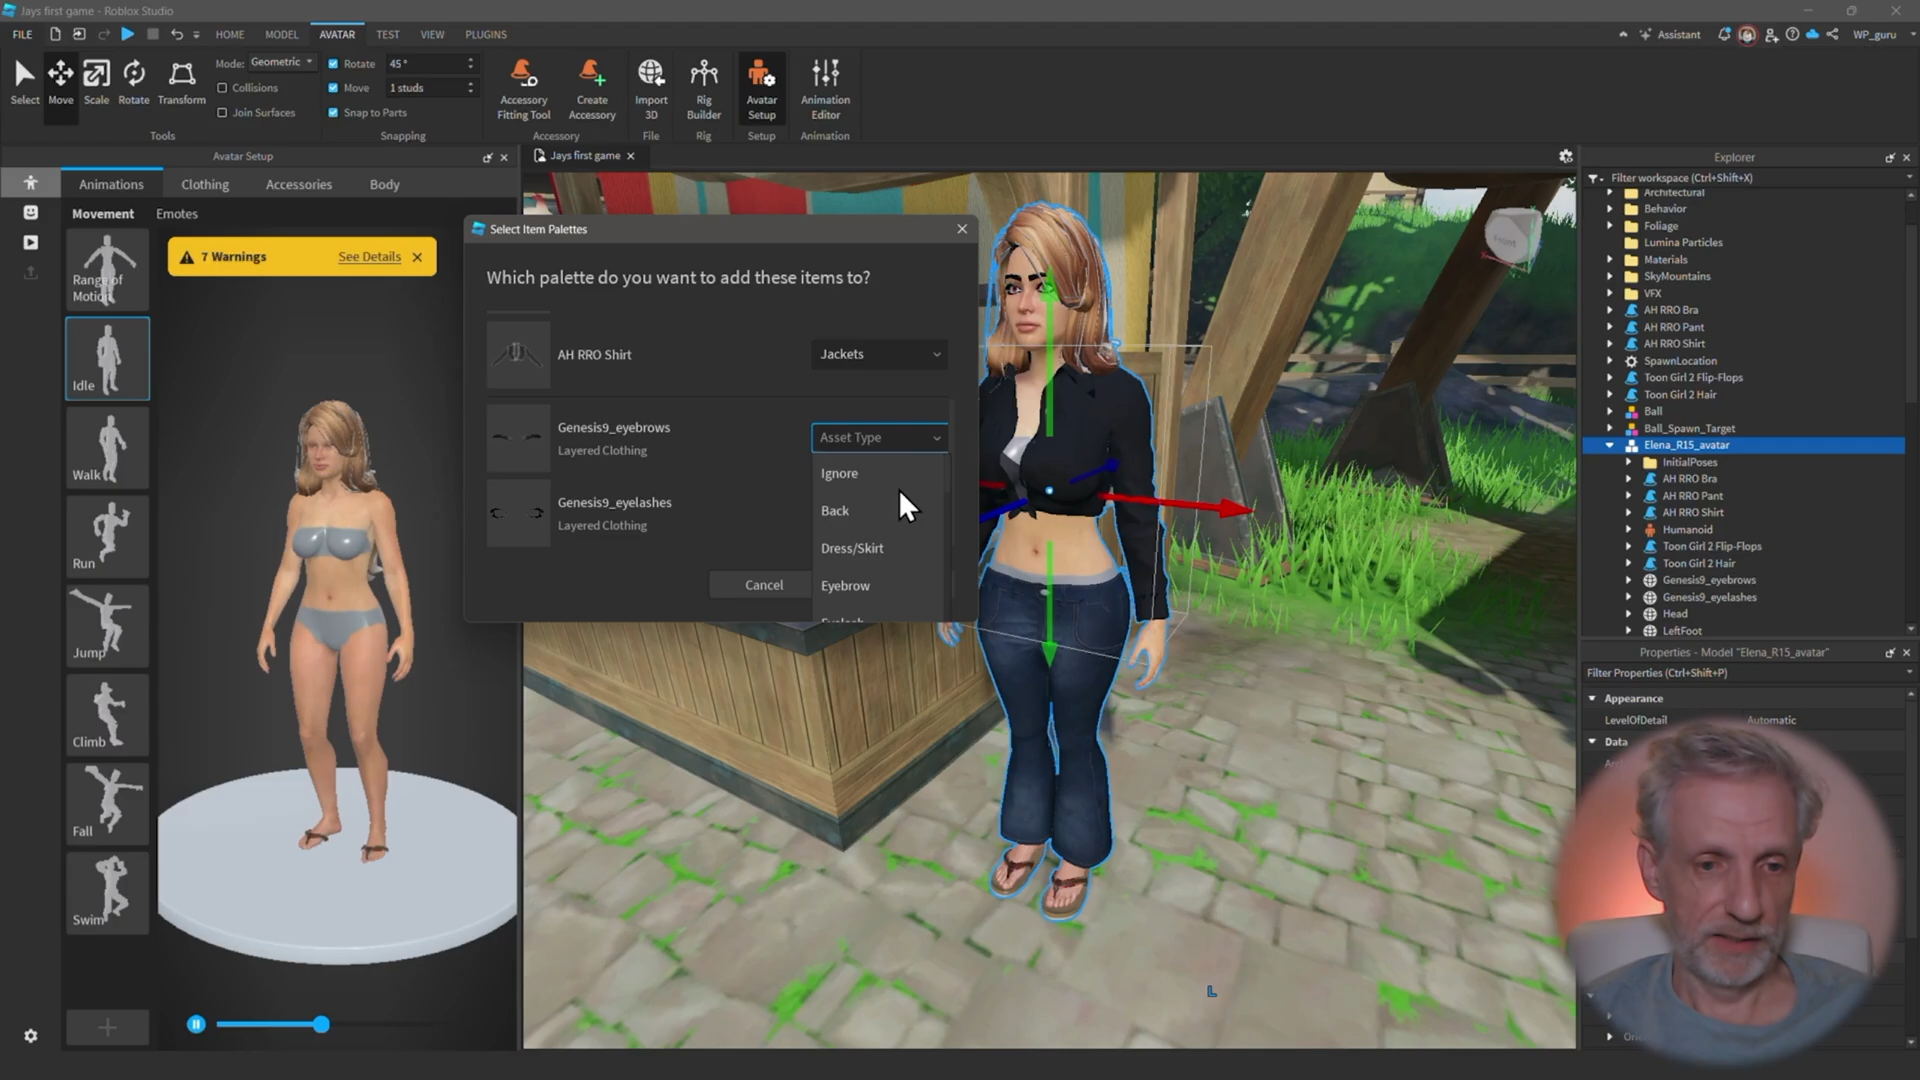 Jays first game - Roblox Studio
FILE
HOME
MODEL
AVATAR
TEST
VIEW
PLUGINS
Assistant
WP_guru
Select
Move
Scale
Rotate
Transform
Mode:
Geometric
Collisions
Join Surfaces
Tools
Rotate
45 °
Move
1 studs
Snap to Parts
Snapping
Accessory
Fitting Tool
Create
Accessory
Accessory
Import
3D
File
Rig
Builder
Rig
Avatar
Setup
Setup
Animation
Editor
Animation
Avatar Setup
Animations
Clothing
Accessories
Body
Movement
Emotes
7 Warnings
See Details
Range of
Motion
Idle
Walk
Run
Jump
Climb
Fall
Swim
Jays first game
Front
Select Item Palettes
Which palette do you want to add these items to?
AH RRO Shirt
Jackets
Genesis9_eyebrows
Layered Clothing
Asset Type
Genesis9_eyelashes
Layered Clothing
Ignore
Back
Dress/Skirt
Eyebrow
Eyelash
Cancel
L
Explorer
Filter workspace (Ctrl+Shift+X)
Architectural
Behavior
Foliage
Lumina Particles
Materials
SkyMountains
VFX
AH RRO Bra
AH RRO Pant
AH RRO Shirt
SpawnLocation
Toon Girl 2 Flip-Flops
Toon Girl 2 Hair
Ball
Ball_Spawn_Target
Elena_R15_avatar
InitialPoses
AH RRO Bra
AH RRO Pant
AH RRO Shirt
Humanoid
Toon Girl 2 Flip-Flops
Toon Girl 2 Hair
Genesis9_eyebrows
Genesis9_eyelashes
Head
LeftFoot
Properties - Model "Elena_R15_avatar"
Filter Properties (Ctrl+Shift+P)
Appearance
LevelOfDetail
Automatic
Data